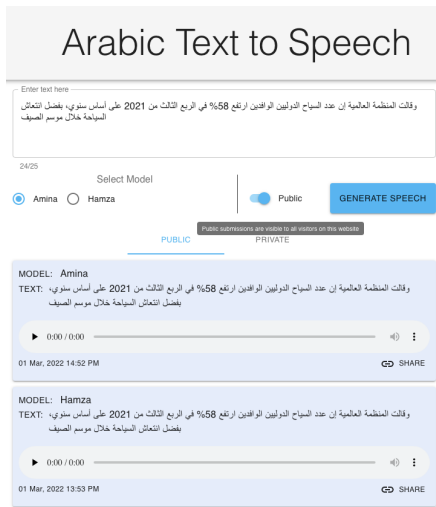 Arabic Text to Speech
Enter text here
وقالت المنظمة العالمية إن عدد السياح الدوليين الوافدين ارتفع 58% في الربع الثالث من 2021 على أساس سنوي، بفضل انتعاش
السياحة خلال موسم الصيف
24/25
Select Model
Amina
Hamza
Public
GENERATE SPEECH
Public submissions are visible to all visitors on this website
PUBLIC
PRIVATE
MODEL: Amina
TEXT: وقالت المنظمة العالمية إن عدد السياح الدوليين الوافدين ارتفع 58% في الربع الثالث من 2021 على أساس سنوي،
بفضل انتعاش السياحة خلال موسم الصيف
0:00 / 0:00
01 Mar, 2022 14:52 PM
SHARE
MODEL: Hamza
TEXT: وقالت المنظمة العالمية إن عدد السياح الدوليين الوافدين ارتفع 58% في الربع الثالث من 2021 على أساس سنوي،
بفضل انتعاش السياحة خلال موسم الصيف
0:00 / 0:00
01 Mar, 2022 13:53 PM
SHARE